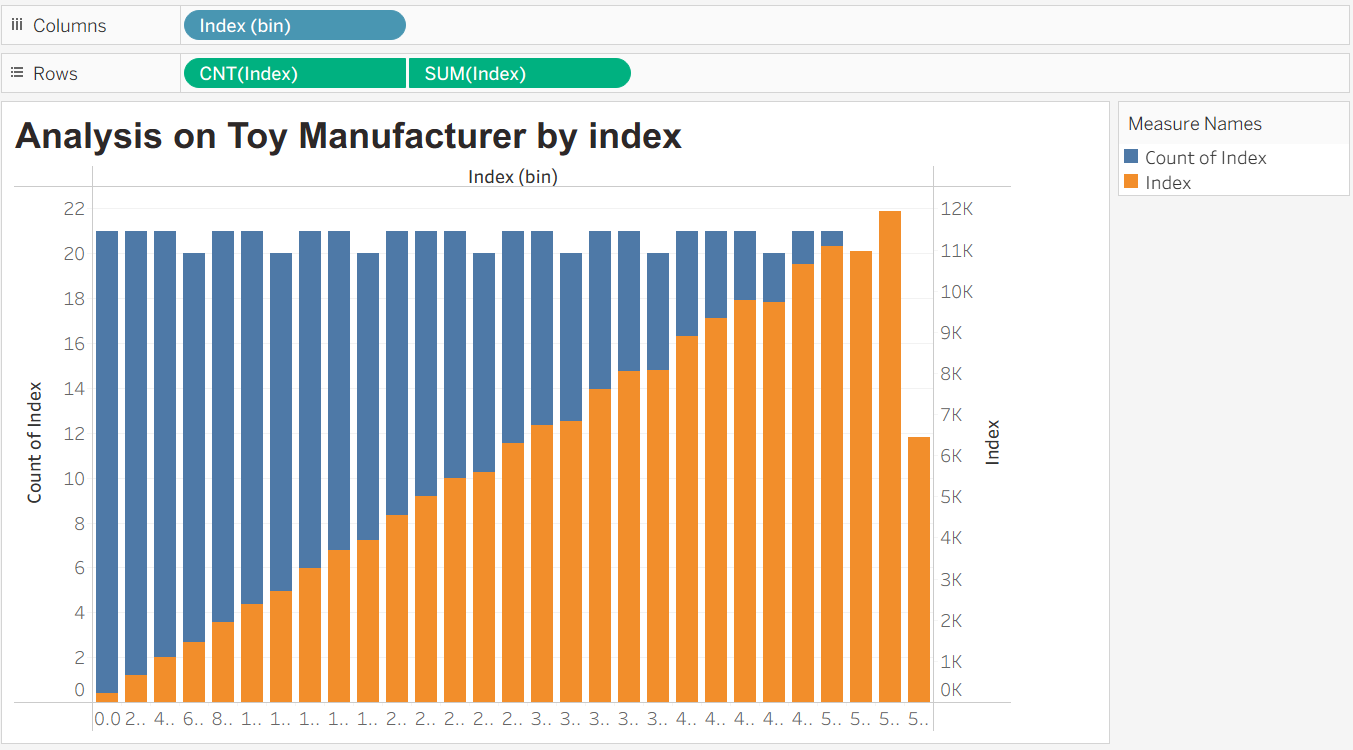 Columns
Index (bin)
Rows
CNT(Index) SUM(Index)
Analysis on Toy Manufacturer by index
Index (bin)
Measure Names
Count of Index
Index
22
20
18
16
14
12
10
8
6
4
2
0
Count of Index
12K
11K
10K
9K
8K
7K
6K
5K
4K
3K
2K
1K
0K
Index
0.0 2.. 4.. 6.. 8.. 1.. 1.. 1.. 1.. 1.. 2.. 2.. 2.. 2.. 2.. 3.. 3.. 3.. 3.. 3.. 4.. 4.. 4.. 4.. 4.. 5.. 5.. 5.. 5..